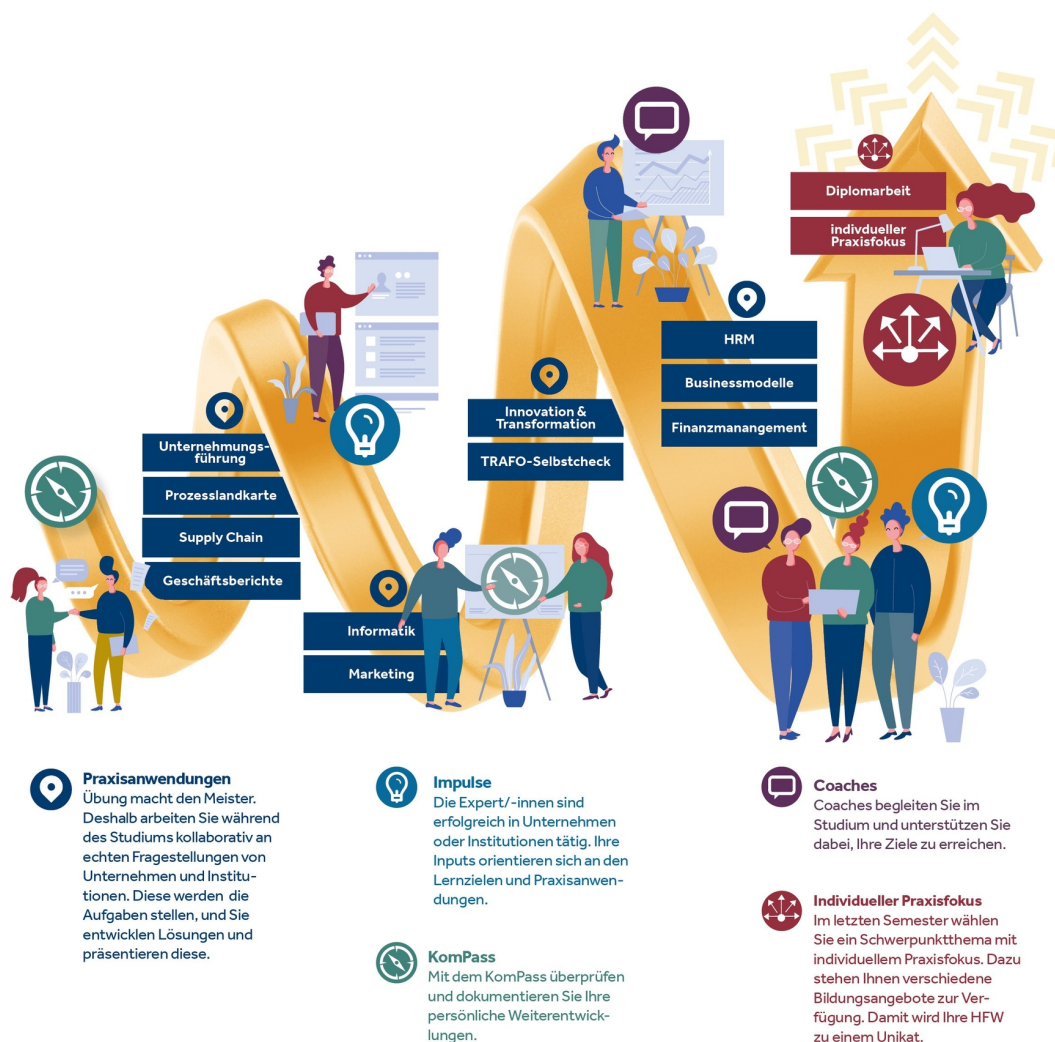 Diplomarbeit
indivdueller
Praxisfokus
HRM
Businessmodelle
Finanzmanangement
Innovation &
Transformation
TRAFO-Selbstcheck
Unternehmungs-
führung
Prozesslandkarte
Supply Chain
Geschäftsberichte
Informatik
Marketing
Praxisanwendungen
Übung macht den Meister.
Deshalb arbeiten Sie während
des Studiums kollaborativ an
echten Fragestellungen von
Unternehmen und Institu-
tionen. Diese werden die
Aufgaben stellen, und Sie
entwicklen Lösungen und
präsentieren diese.
Impulse
Die Expert/-innen sind
erfolgreich in Unternehmen
oder Institutionen tätig. Ihre
Inputs orientieren sich an den
Lernzielen und Praxisanwen-
dungen.
KomPass
Mit dem KomPass überprüfen
und dokumentieren Sie Ihre
persönliche Weiterentwick-
lungen.
Coaches
Coaches begleiten Sie im
Studium und unterstützen Sie
dabei, Ihre Ziele zu erreichen.
Individueller Praxisfokus
Im letzten Semester wählen
Sie ein Schwerpunktthema mit
individuellem Praxisfokus. Dazu
stehen Ihnen verschiedene
Bildungsangebote zur Ver-
fügung. Damit wird Ihre HFW
zu einem Unikat.